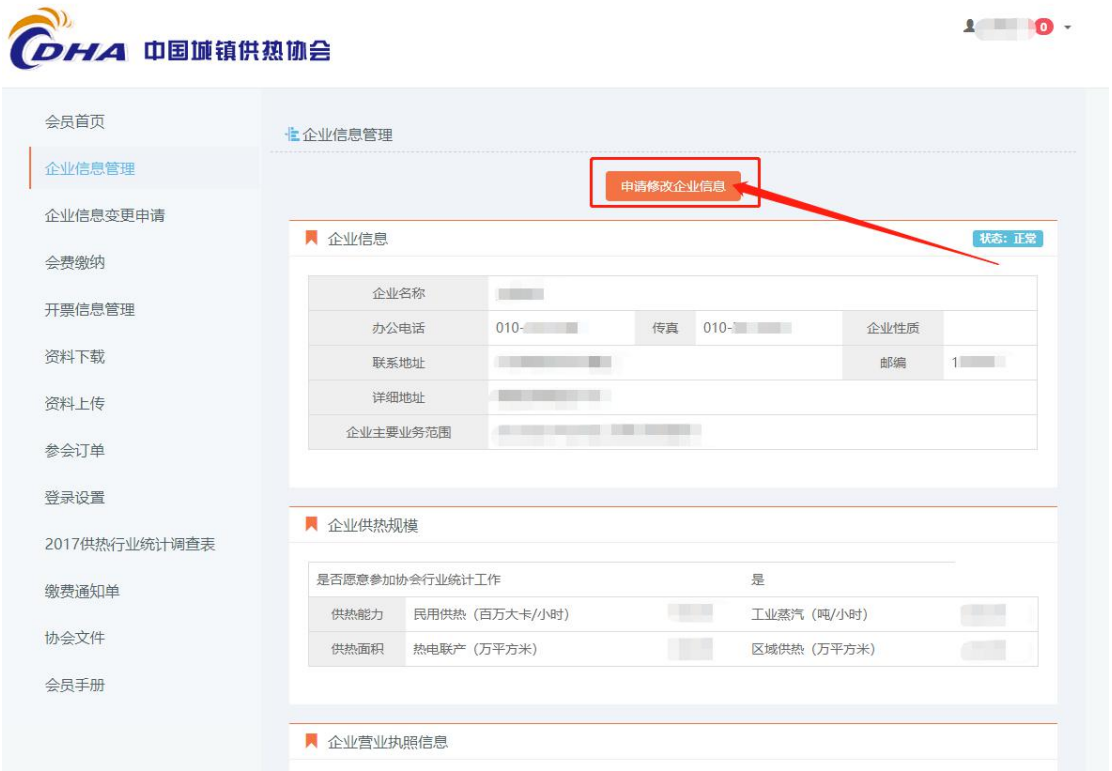 CDHA 中国城镇供热协会
0
会员首页
企业信息管理
企业信息变更申请
会费缴纳
开票信息管理
资料下载
资料上传
参会订单
登录设置
2017供热行业统计调查表
缴费通知单
协会文件
会员手册
企业信息管理
申请修改企业信息
企业信息 状态：正常
企业名称
办公电话 010- 传真 010- 企业性质
联系地址 邮编 1
详细地址
企业主要业务范围
企业供热规模
是否愿意参加协会行业统计工作 是
供热能力 民用供热（百万大卡/小时） 工业蒸汽（吨/小时）
供热面积 热电联产（万平方米） 区域供热（万平方米）
企业营业执照信息